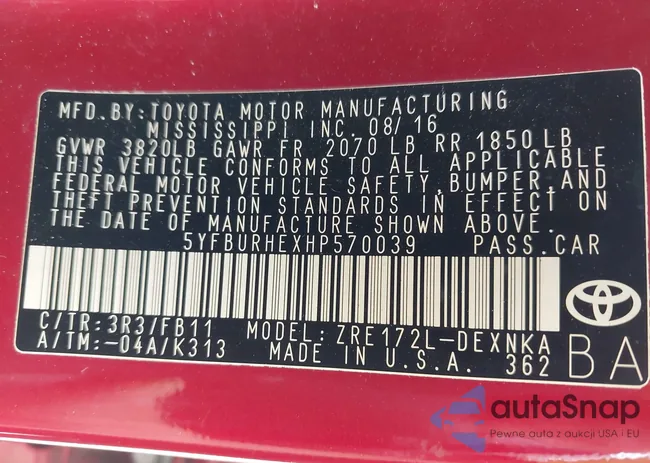 MFD.BY:TOYOTA MOTOR MANUFACTURING
MISSISSIPPI INC. 08/16
GVWR 3820LB GAWR FR 2070 LB RR 1850 LB
THIS VEHICLE CONFORMS TO ALL APPLICABLE
FEDERAL MOTOR VEHICLE SAFETY,BUMPER,AND
THEFT PREVENTION STANDARDS IN EFFECT ON
THE DATE OF MANUFACTURE SHOWN ABOVE.
5YFBURHEXHP570039 PASS.CAR
C/TR:3R3/FB11 MODEL:ZRE172L-DEXNKA
A/TM:-04A/K313 MADE IN U.S.A. 362
BA
autaSnap
Pewne auta z aukcji USA i EU